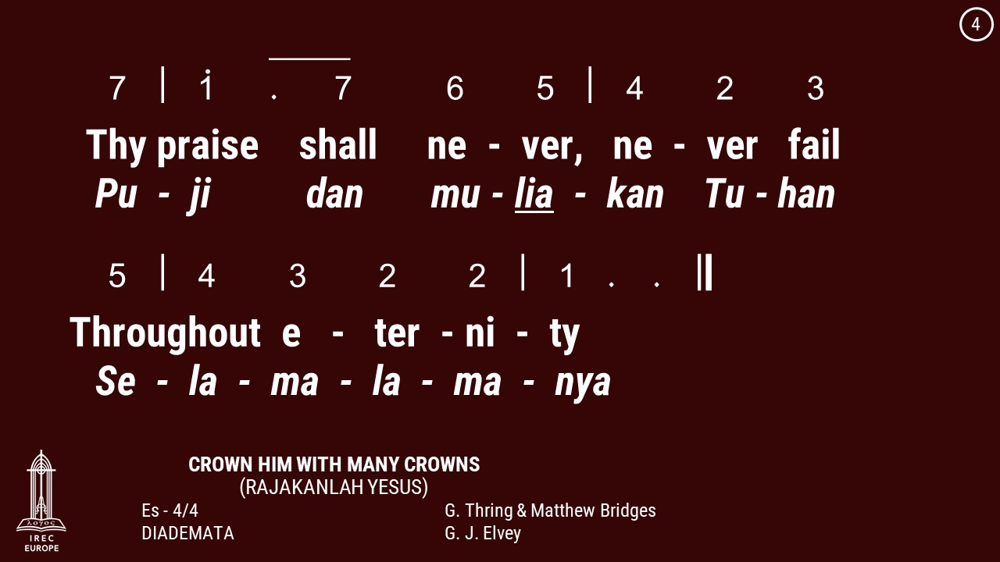 4
7 | 1̇ . 7 6 5 | 4 2 3
Thy praise shall ne - ver, ne - ver fail
Pu - ji dan mu - lia - kan Tu - han
5 | 4 3 2 2 | 1 . . ||
Throughout e - ter - ni - ty
Se - la - ma - la - ma - nya
CROWN HIM WITH MANY CROWNS
(RAJAKANLAH YESUS)
Es - 4/4 G. Thring & Matthew Bridges
DIADEMATA G. J. Elvey
λογος
IREC
EUROPE